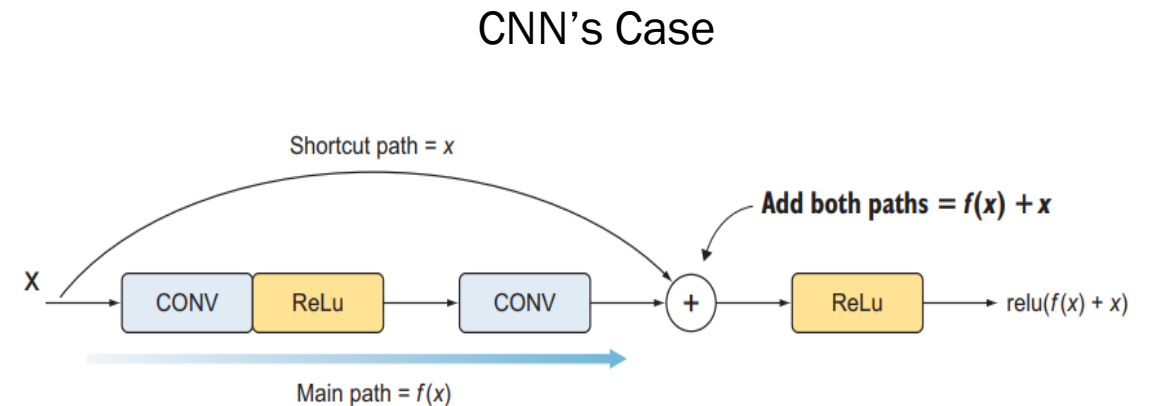 CNN's Case
Shortcut path = x
Add both paths = f(x) + x
X
CONV
ReLu
CONV
+
ReLu
relu(f(x) + x)
Main path = f(x)